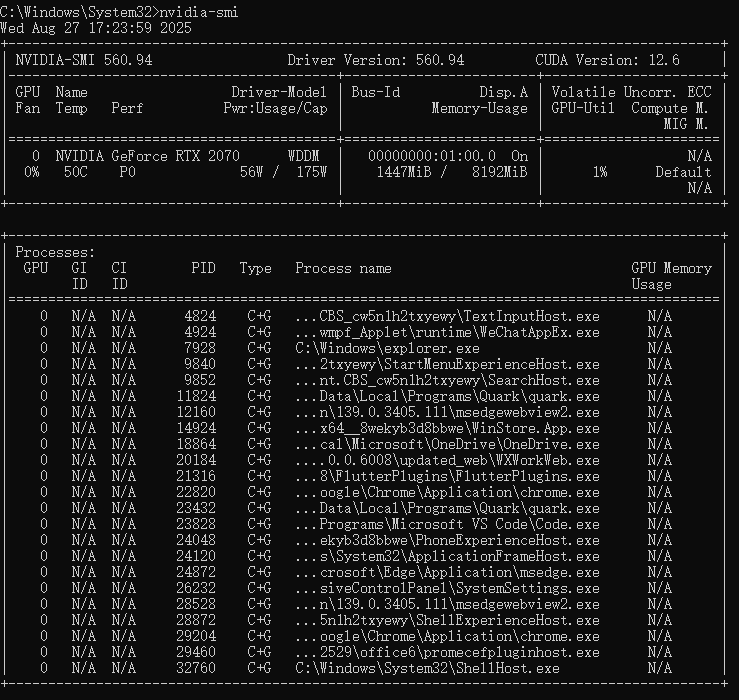 C:\Windows\System32>nvidia-smi
Wed Aug 27 17:23:59 2025
NVIDIA-SMI 560.94 Driver Version: 560.94 CUDA Version: 12.6
GPU Name Driver-Model Bus-Id Disp.A Volatile Uncorr. ECC
Fan Temp Perf Pwr:Usage/Cap Memory-Usage GPU-Util Compute M.
MIG M.
0 NVIDIA GeForce RTX 2070 WDDM 00000000:01:00.0 On N/A
0% 50C P0 56W / 175W 1447MiB / 8192MiB 1% Default
N/A
Processes:
GPU GI CI PID Type Process name GPU Memory
ID ID Usage
0 N/A N/A 4824 C+G ...CBS_cw5n1h2txyewy\TextInputHost.exe N/A
0 N/A N/A 4924 C+G ...wmpf_Applet\runtime\WeChatAppEx.exe N/A
0 N/A N/A 7928 C+G C:\Windows\explorer.exe N/A
0 N/A N/A 9840 C+G ...2txyewy\StartMenuExperienceHost.exe N/A
0 N/A N/A 9852 C+G ...nt.CBS_cw5n1h2txyewy\SearchHost.exe N/A
0 N/A N/A 11824 C+G ...Data\Local\Programs\Quark\quark.exe N/A
0 N/A N/A 12160 C+G ...n\139.0.3405.111\msedgewebview2.exe N/A
0 N/A N/A 14924 C+G ...x64__8wekyb3d8bbwe\WinStore.App.exe N/A
0 N/A N/A 18864 C+G ...cal\Microsoft\OneDrive\OneDrive.exe N/A
0 N/A N/A 20184 C+G ....0.0.6008\updated_web\WXWorkWeb.exe N/A
0 N/A N/A 21316 C+G ...8\FlutterPlugins\FlutterPlugins.exe N/A
0 N/A N/A 22820 C+G ...oogle\Chrome\Application\chrome.exe N/A
0 N/A N/A 23432 C+G ...Data\Local\Programs\Quark\quark.exe N/A
0 N/A N/A 23828 C+G ...Programs\Microsoft VS Code\Code.exe N/A
0 N/A N/A 24048 C+G ...ekyb3d8bbwe\PhoneExperienceHost.exe N/A
0 N/A N/A 24120 C+G ...s\System32\ApplicationFrameHost.exe N/A
0 N/A N/A 24872 C+G ...crosoft\Edge\Application\msedge.exe N/A
0 N/A N/A 26232 C+G ...siveControlPanel\SystemSettings.exe N/A
0 N/A N/A 28528 C+G ...n\139.0.3405.111\msedgewebview2.exe N/A
0 N/A N/A 28872 C+G ...5n1h2txyewy\ShellExperienceHost.exe N/A
0 N/A N/A 29204 C+G ...oogle\Chrome\Application\chrome.exe N/A
0 N/A N/A 29460 C+G ...2529\office6\promecefpluginhost.exe N/A
0 N/A N/A 32760 C+G C:\Windows\System32\ShellHost.exe N/A